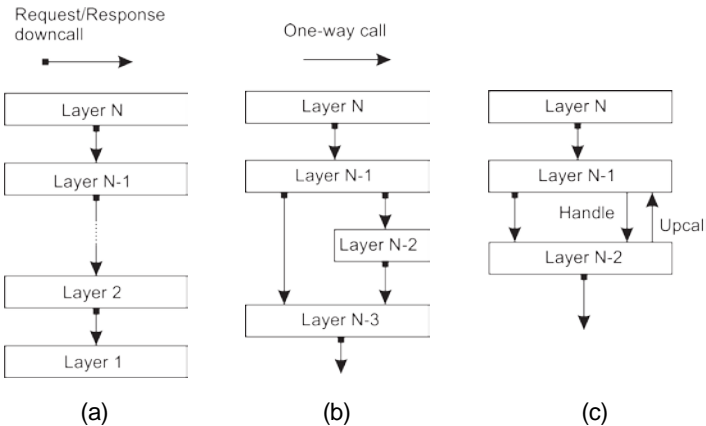 Request/Response
downcall
One-way call
Layer N
Layer N-1
Layer 2
Layer 1
(a)
Layer N
Layer N-1
Layer N-2
Layer N-3
(b)
Layer N
Layer N-1
Handle
Upcal
Layer N-2
(c)